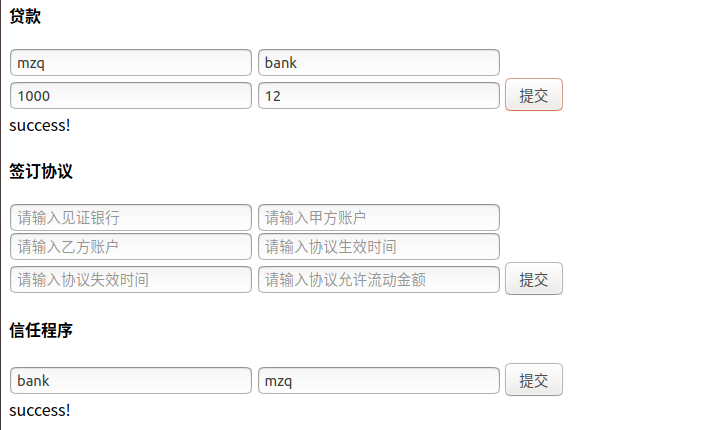 贷款
mzq bank
1000 12 提交
success!
签订协议
请输入见证银行 请输入甲方账户
请输入乙方账户 请输入协议生效时间
请输入协议失效时间 请输入协议允许流动金额 提交
信任程序
bank mzq 提交
success!